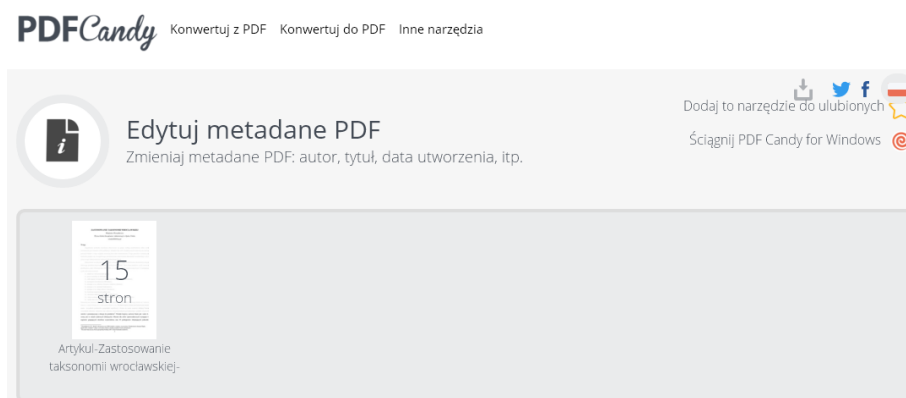 PDFCandy Konwertuj z PDF Konwertuj do PDF Inne narzędzia
Dodaj to narzędzie do ulubionych
Edytuj metadane PDF
Zmieniaj metadane PDF: autor, tytuł, data utworzenia, itp.
Ściągnij PDF Candy for Windows
15
stron
Artykul-Zastosowanie
taksonomii wrocławskiej-